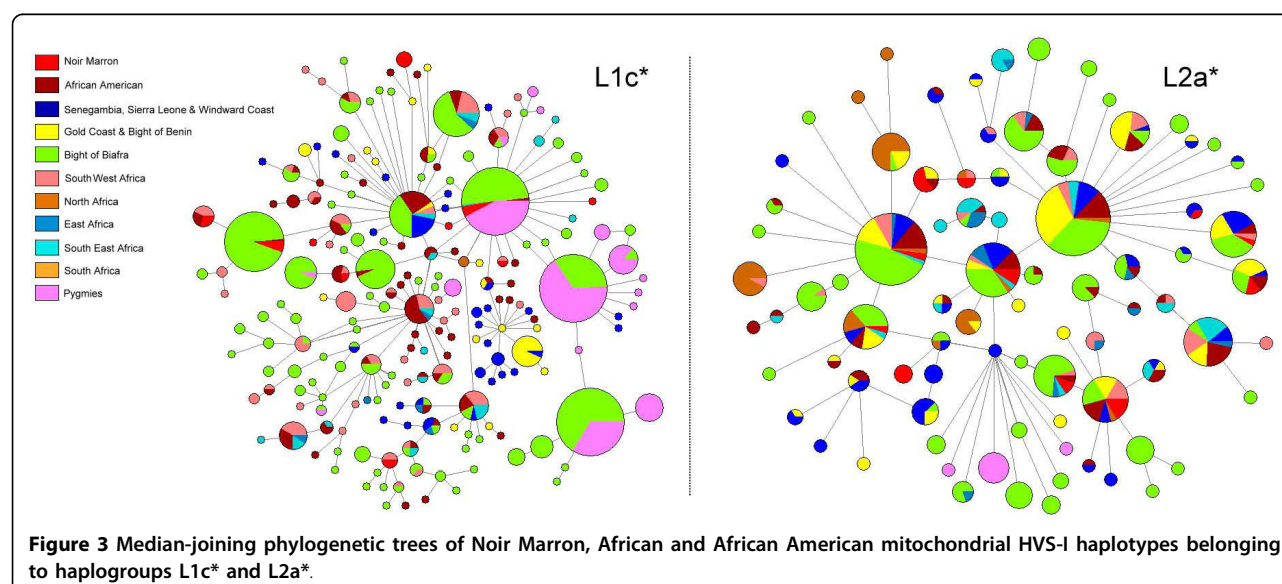 L1c*
L2a*
Noir Marron
African American
Senegambia, Sierra Leone & Windward Coast
Gold Coast & Bight of Benin
Bight of Biafra
South West Africa
North Africa
East Africa
South East Africa
South Africa
Pygmies
Figure 3 Median-joining phylogenetic trees of Noir Marron, African and African American mitochondrial HVS-I haplotypes belonging
to haplogroups L1c* and L2a*.